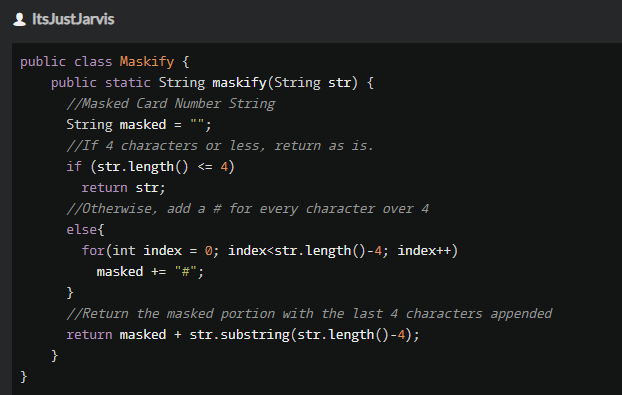 ItsJustJarvis
public class Maskify {
    public static String maskify(String str) {
      //Masked Card Number String
      String masked = "";
      //If 4 characters or less, return as is.
      if (str.length() <= 4)
        return str;
      //Otherwise, add a # for every character over 4
      else{
        for(int index = 0; index<str.length()-4; index++)
          masked += "#";
      }
      //Return the masked portion with the last 4 characters appended
      return masked + str.substring(str.length()-4);
    }
}